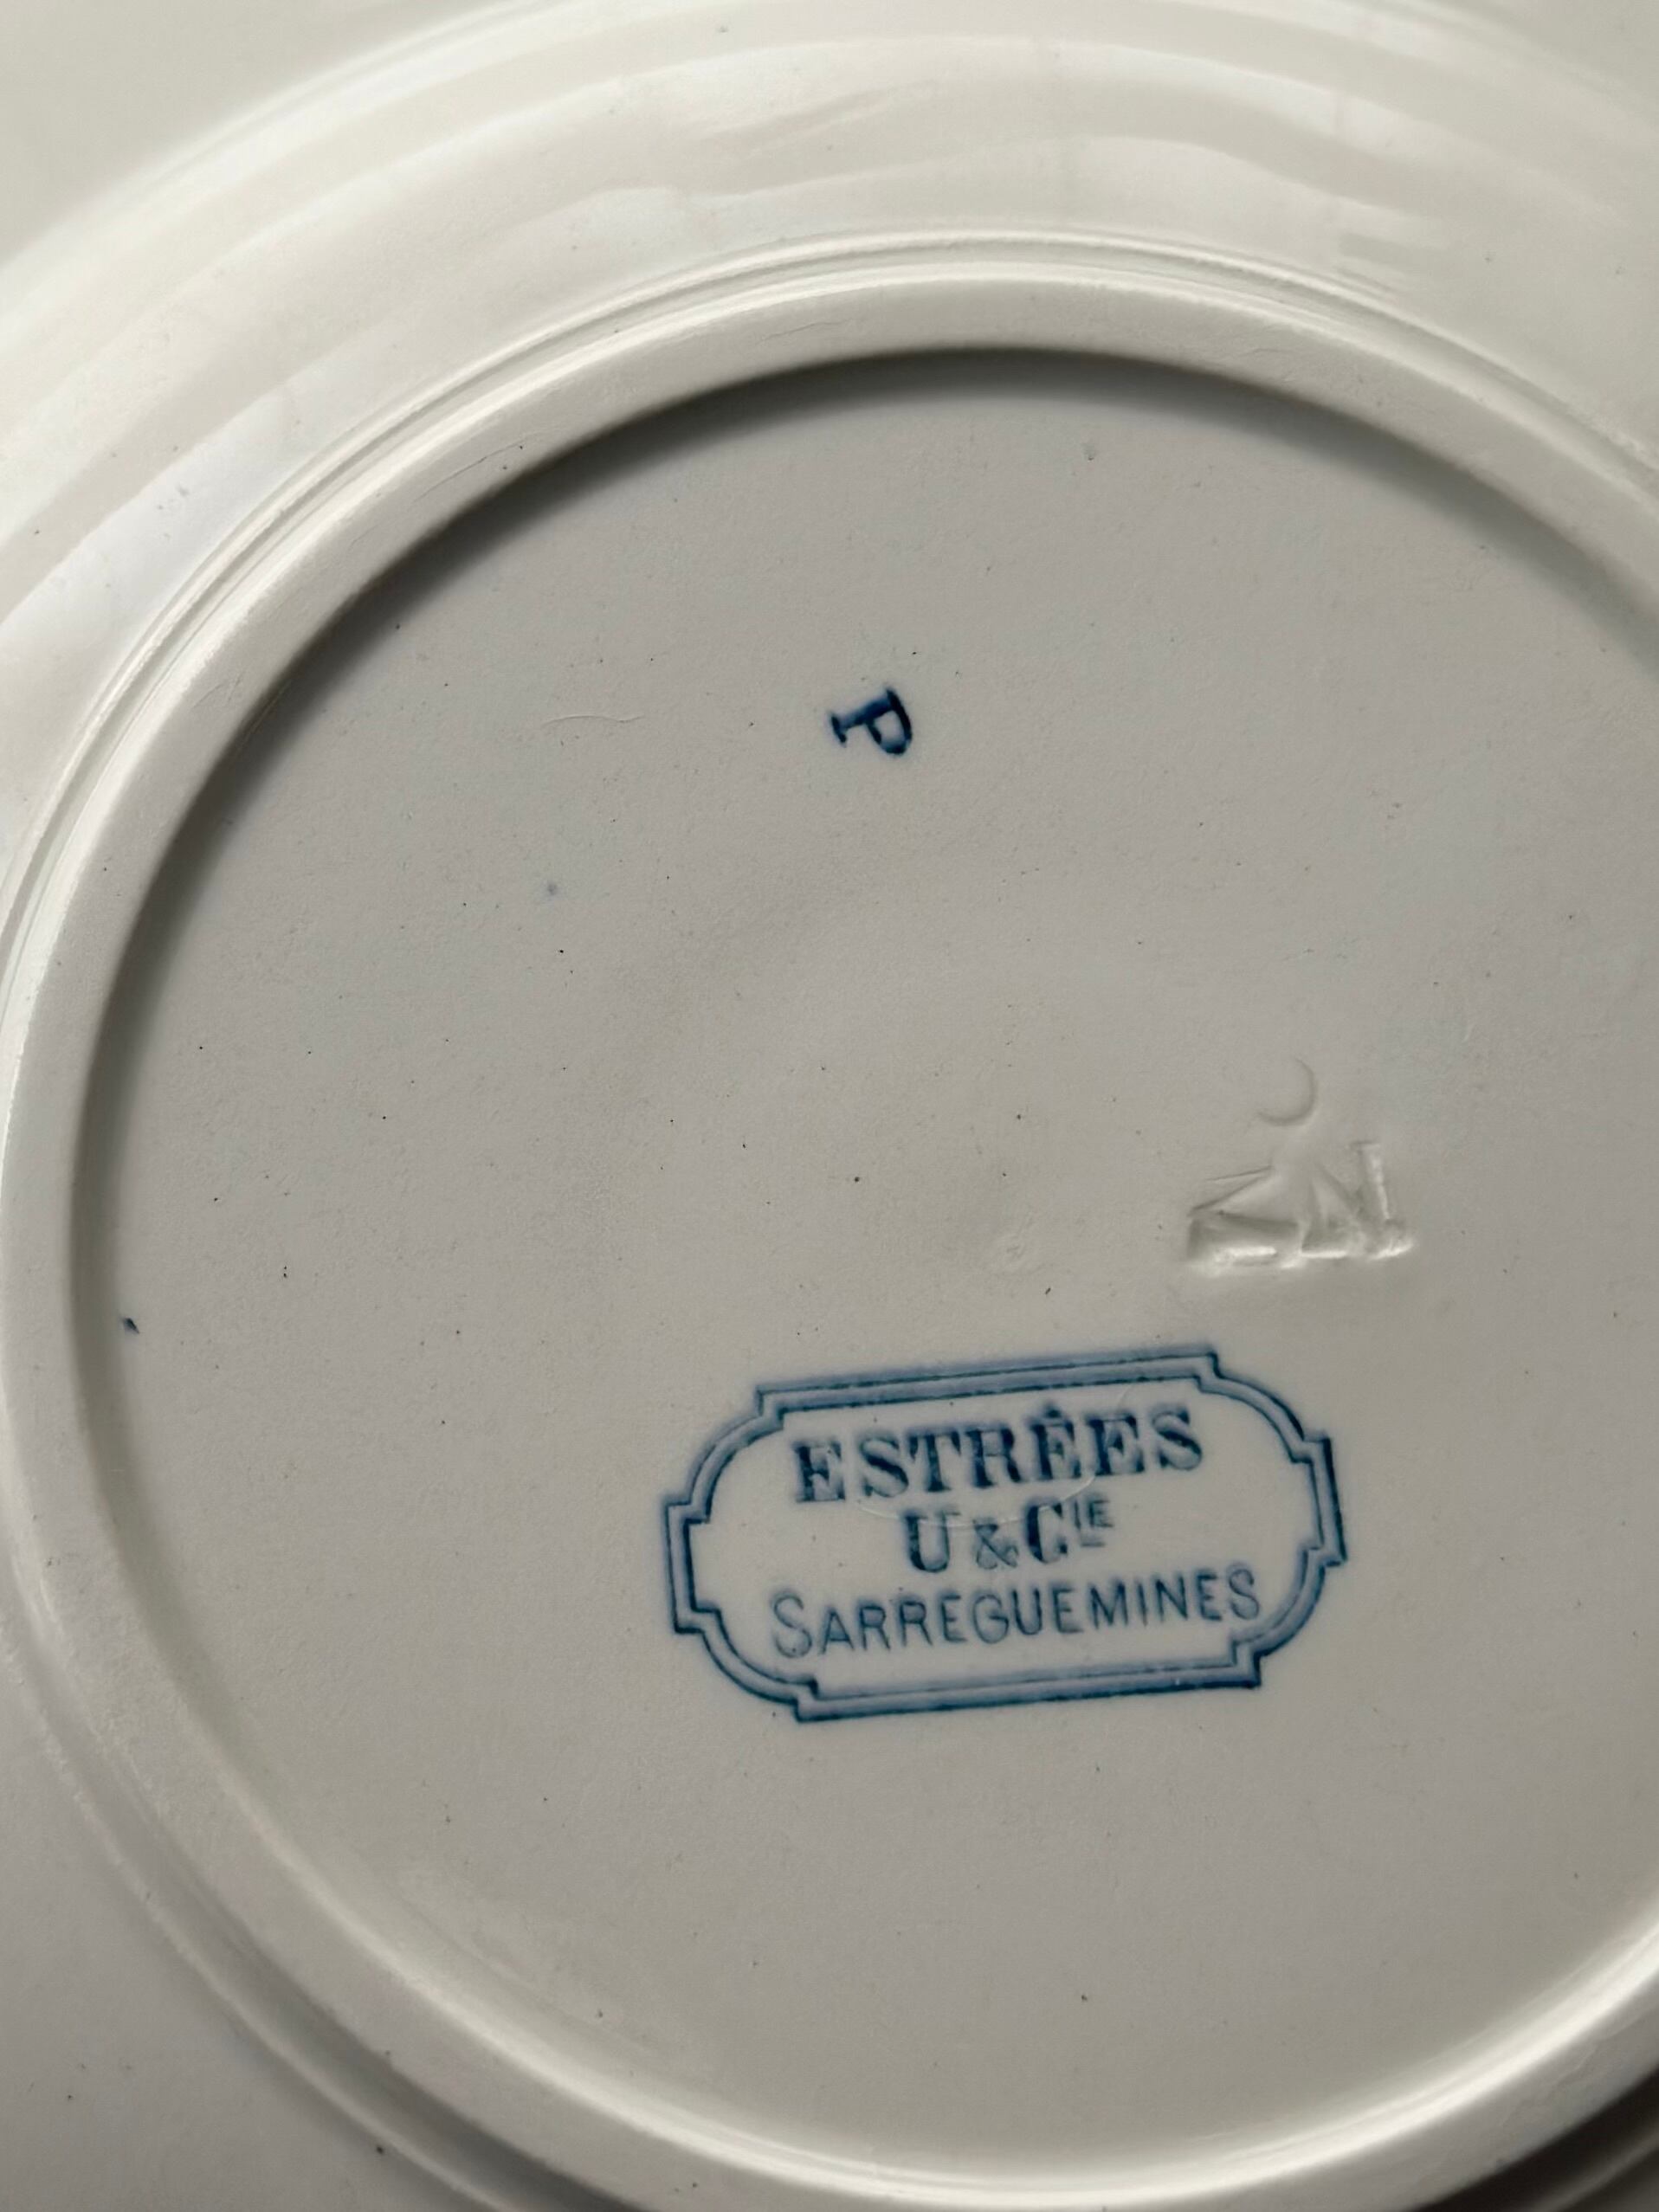 P
ESTRÉES
U & CIE
SARREGUEMINES